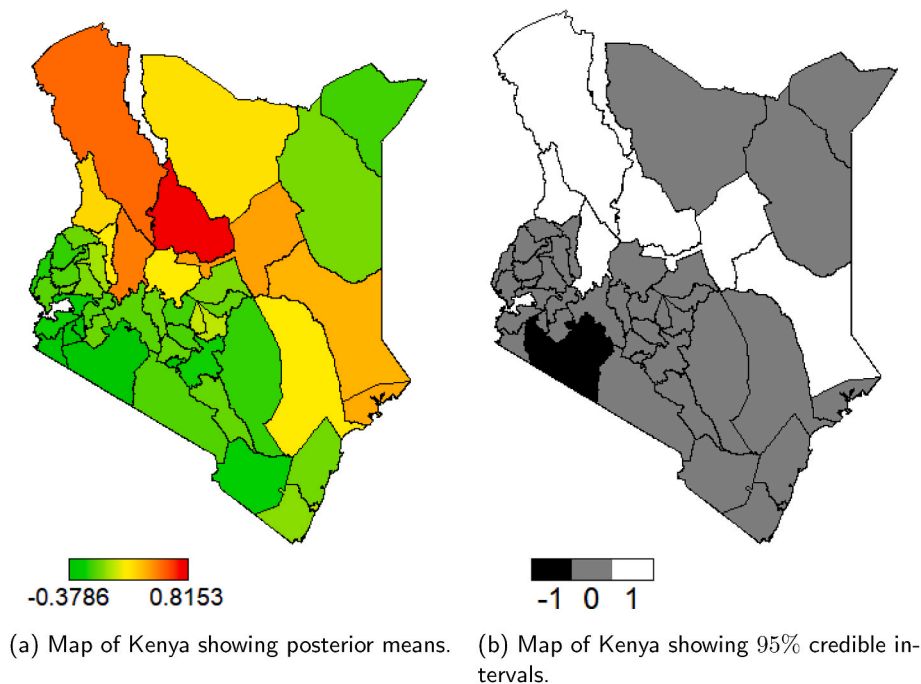 -0.3786 0.8153
-1 0 1
(a) Map of Kenya showing posterior means.
(b) Map of Kenya showing 95% credible in-
tervals.